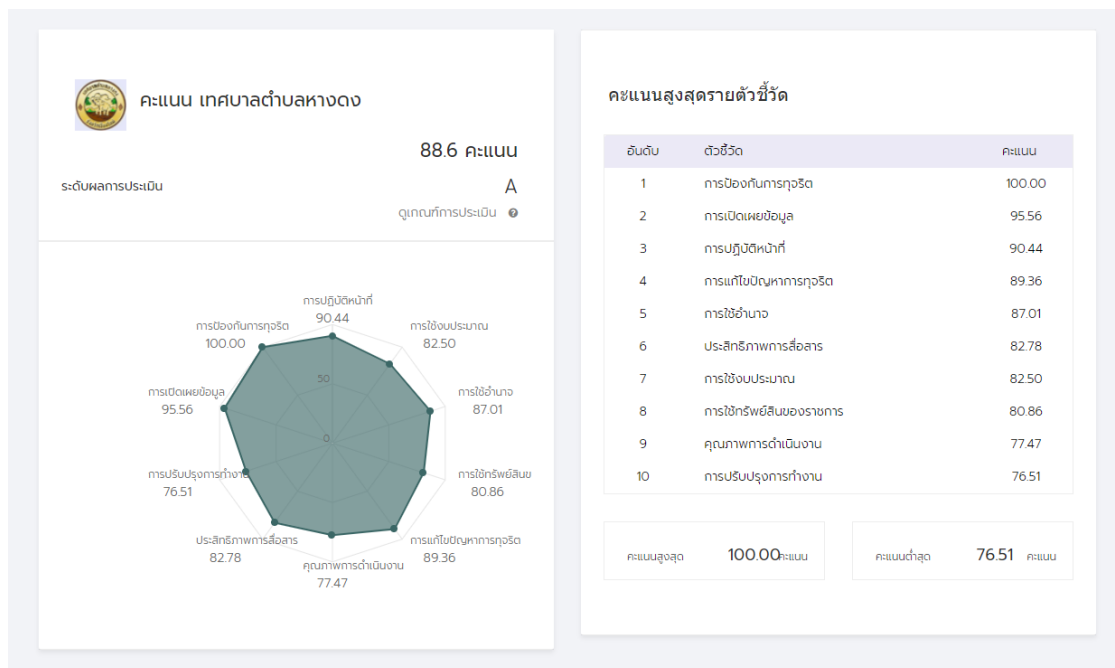 คะแนน เทศบาลตำบลหางดง
88.6 คะแนน
ระดับผลการประเมิน A
ดูเกณฑ์การประเมิน
การปฏิบัติหน้าที่
90.44
การป้องกันการทุจริต
100.00
การใช้งบประมาณ
82.50
50
การเปิดเผยข้อมูล
95.56
การใช้อำนาจ
87.01
0
การปรับปรุงการทำงาน
76.51
การใช้ทรัพย์สินข
80.86
ประสิทธิภาพการสื่อสาร
82.78
การแก้ไขปัญหาการทุจริต
89.36
คุณภาพการดำเนินงาน
77.47
คะแนนสูงสุดรายตัวชี้วัด
อันดับ ตัวชี้วัด คะแนน
1 การป้องกันการทุจริต 100.00
2 การเปิดเผยข้อมูล 95.56
3 การปฏิบัติหน้าที่ 90.44
4 การแก้ไขปัญหาการทุจริต 89.36
5 การใช้อำนาจ 87.01
6 ประสิทธิภาพการสื่อสาร 82.78
7 การใช้งบประมาณ 82.50
8 การใช้ทรัพย์สินของราชการ 80.86
9 คุณภาพการดำเนินงาน 77.47
10 การปรับปรุงการทำงาน 76.51
คะแนนสูงสุด 100.00 คะแนน
คะแนนต่ำสุด 76.51 คะแนน